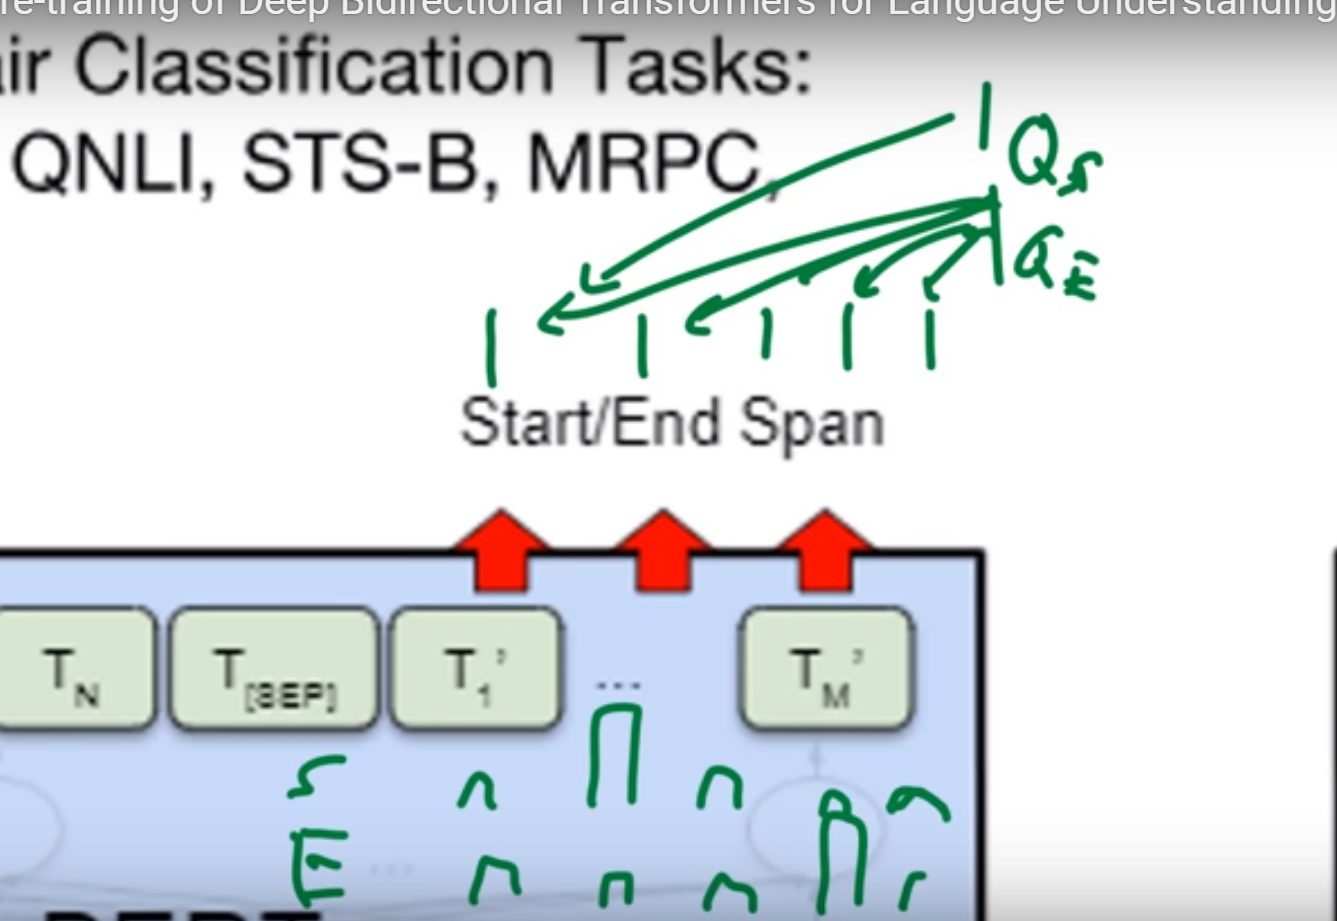 re-training of Deep Bidirectional Transformers for Language Understanding
ir Classification Tasks:
QNLI, STS-B, MRPC,
QS
QE
Start/End Span
TN T[SEP] T1' ... TM'
S
E ...